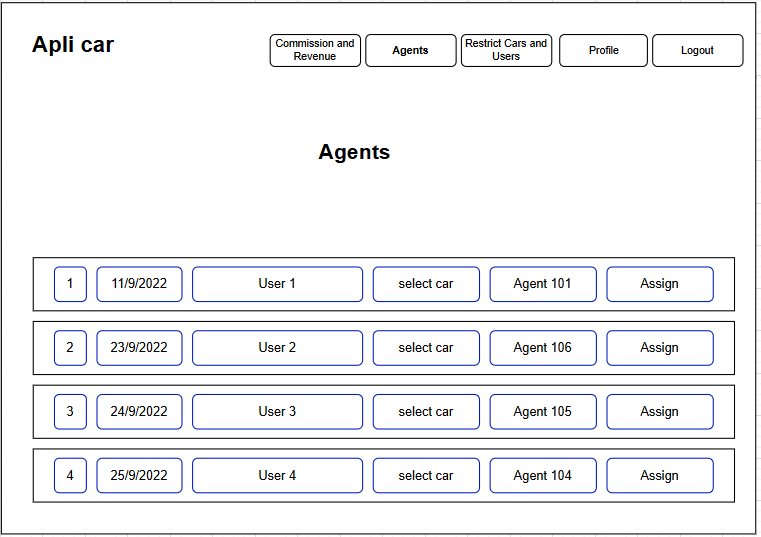 Apli car
Commission and
Revenue
Agents
Restrict Cars and
Users
Profile
Logout
Agents
1 11/9/2022 User 1 select car Agent 101 Assign
2 23/9/2022 User 2 select car Agent 106 Assign
3 24/9/2022 User 3 select car Agent 105 Assign
4 25/9/2022 User 4 select car Agent 104 Assign